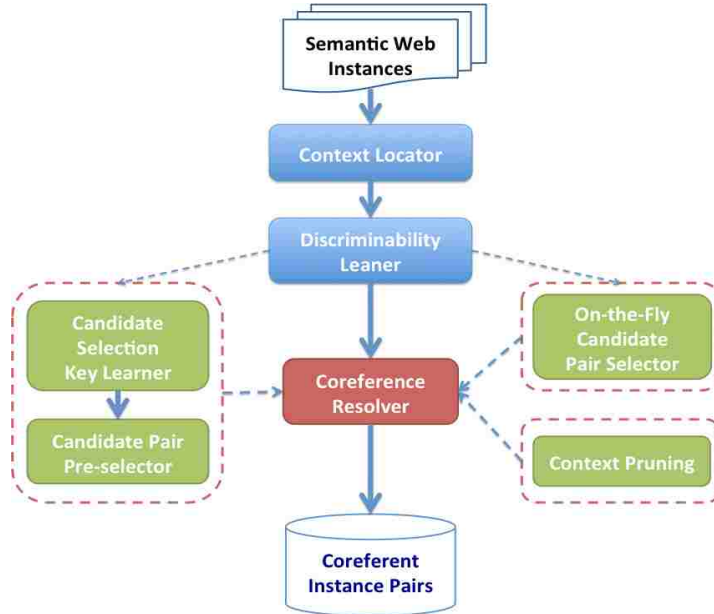 Semantic Web
Instances
Context Locator
Discriminability
Leaner
Candidate
Selection
Key Learner
On-the-Fly
Candidate
Pair Selector
Coreference
Resolver
Candidate Pair
Pre-selector
Context Pruning
Coreferent
Instance Pairs